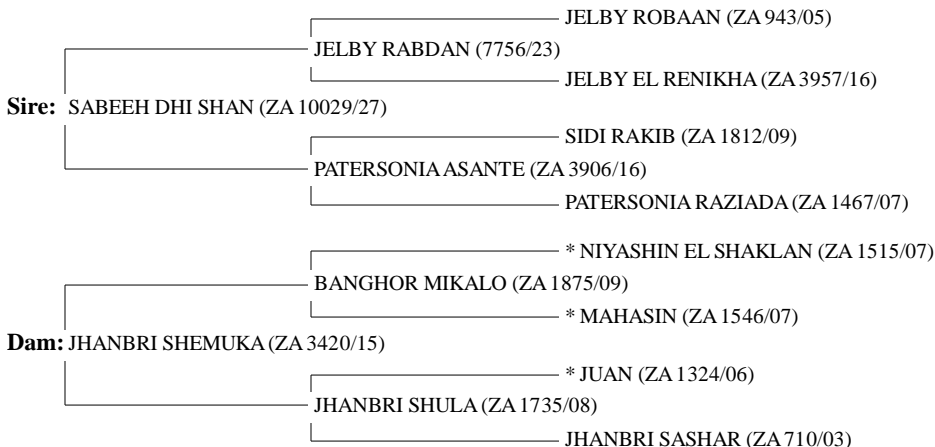 JELBY ROBAAN (ZA 943/05)
JELBY RABDAN (7756/23)
JELBY EL RENIKHA (ZA 3957/16)
Sire: SABEEH DHI SHAN (ZA 10029/27)
SIDI RAKIB (ZA 1812/09)
PATERSONIA ASANTE (ZA 3906/16)
PATERSONIA RAZIADA (ZA 1467/07)
* NIYASHIN EL SHAKLAN (ZA 1515/07)
BANGHOR MIKALO (ZA 1875/09)
* MAHASIN (ZA 1546/07)
Dam: JHANBRI SHEMUKA (ZA 3420/15)
* JUAN (ZA 1324/06)
JHANBRI SHULA (ZA 1735/08)
JHANBRI SASHAR (ZA 710/03)